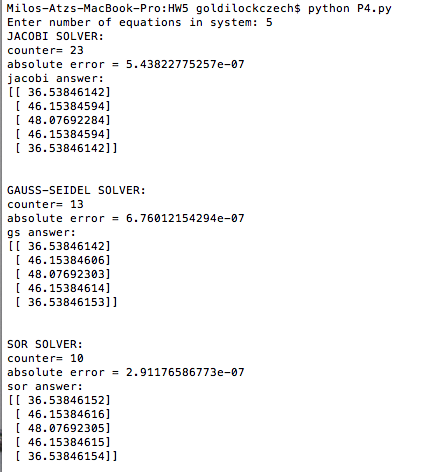 Milos-Atzs-MacBook-Pro:HW5 goldilockczech$ python P4.py
Enter number of equations in system: 5
JACOBI SOLVER:
counter= 23
absolute error = 5.43822775257e-07
jacobi answer:
[[ 36.53846142]
[ 46.15384594]
[ 48.07692284]
[ 46.15384594]
[ 36.53846142]]
GAUSS-SEIDEL SOLVER:
counter= 13
absolute error = 6.76012154294e-07
gs answer:
[[ 36.53846142]
[ 46.15384606]
[ 48.07692303]
[ 46.15384614]
[ 36.53846153]]
SOR SOLVER:
counter= 10
absolute error = 2.91176586773e-07
sor answer:
[[ 36.53846152]
[ 46.15384616]
[ 48.07692305]
[ 46.15384615]
[ 36.53846154]]